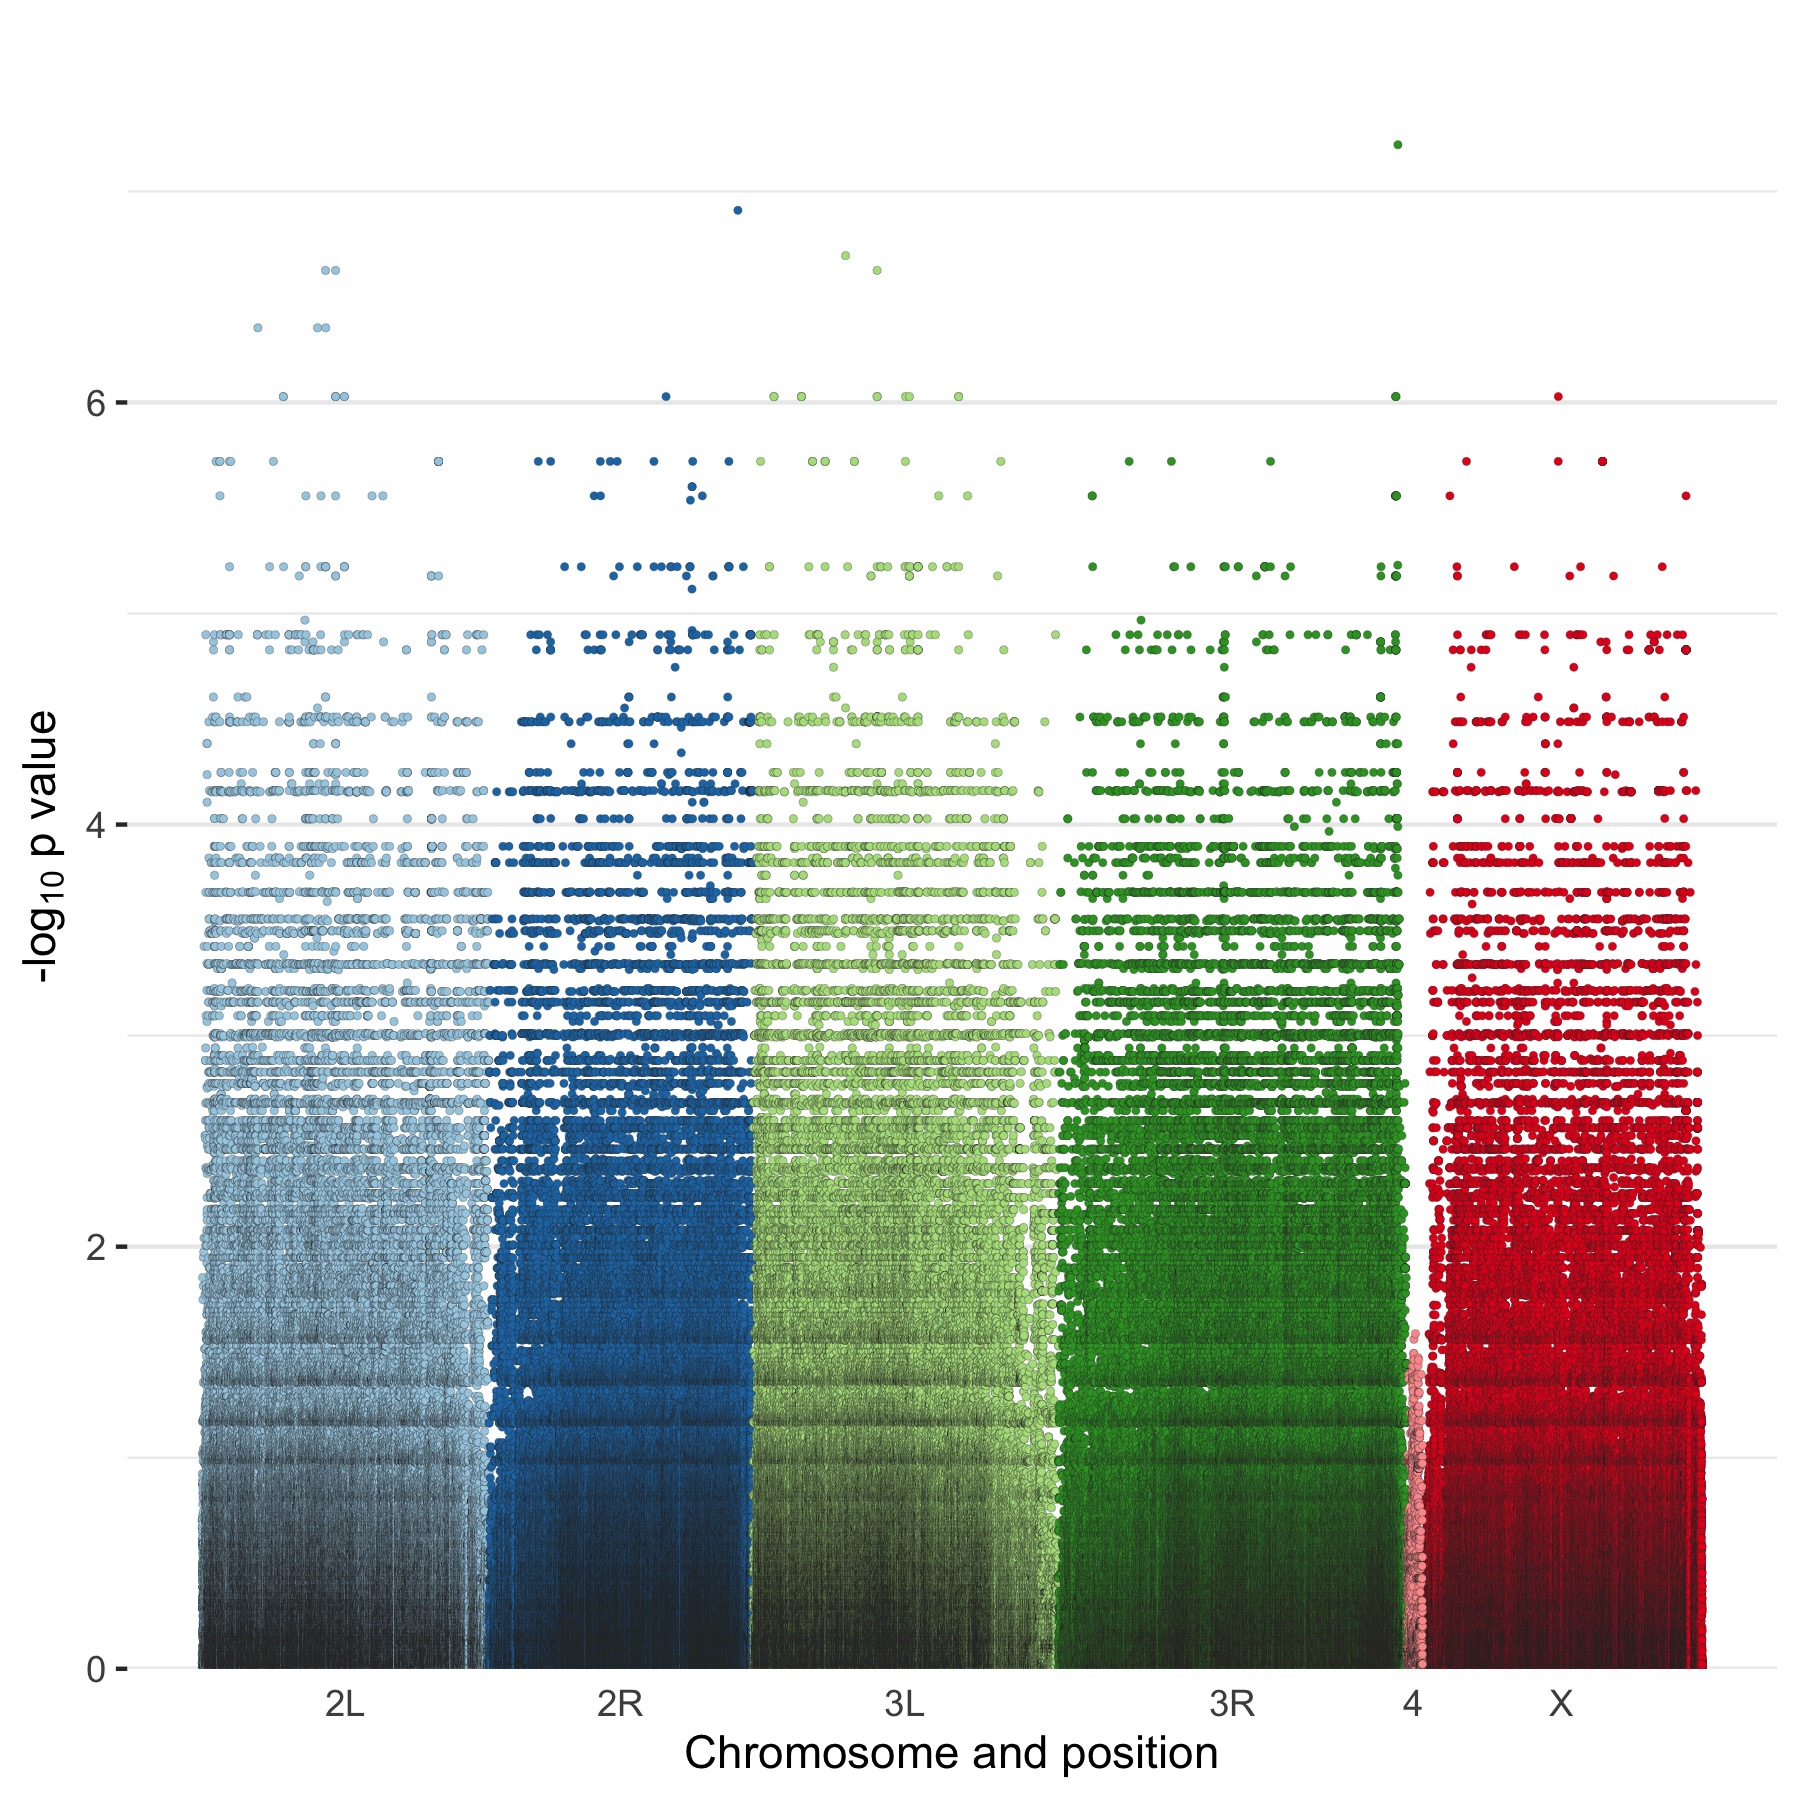 6
4
2
0
-log₁₀ p value
2L 2R 3L 3R 4 X
Chromosome and position